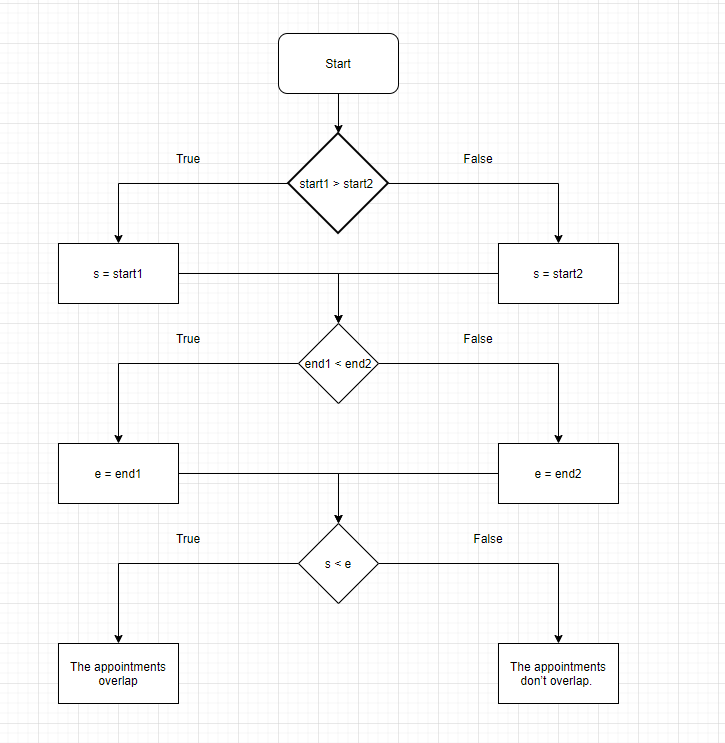 Start
True
False
start1 > start2
s = start1
s = start2
True
False
end1 < end2
e = end1
e = end2
True
False
s < e
The appointments
overlap
The appointments
don't overlap.